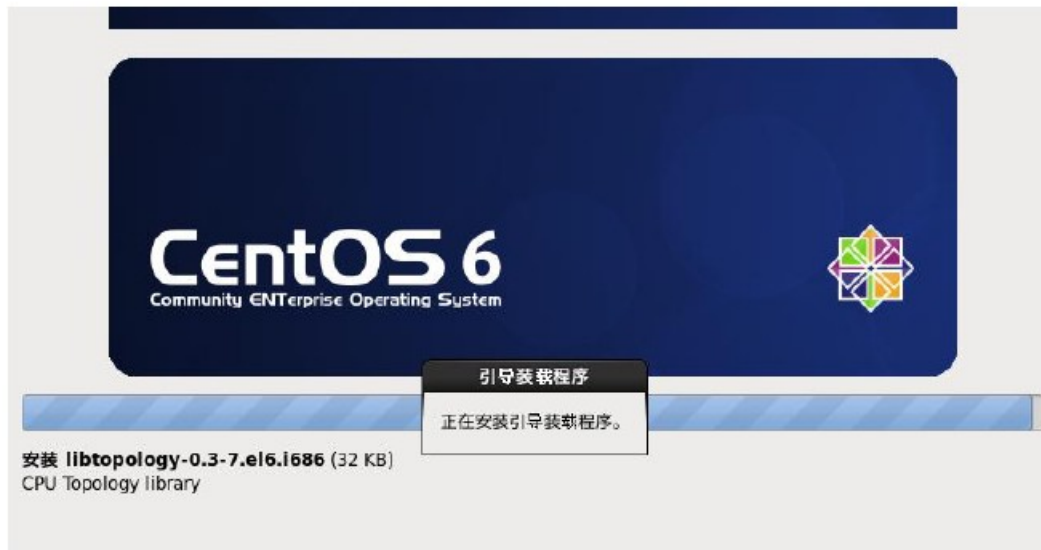 CentOS 6
Community ENTerprise Operating System
引导装载程序
正在安装引导装载程序。
安装 libtopology-0.3-7.el6.i686 (32 KB)
CPU Topology library